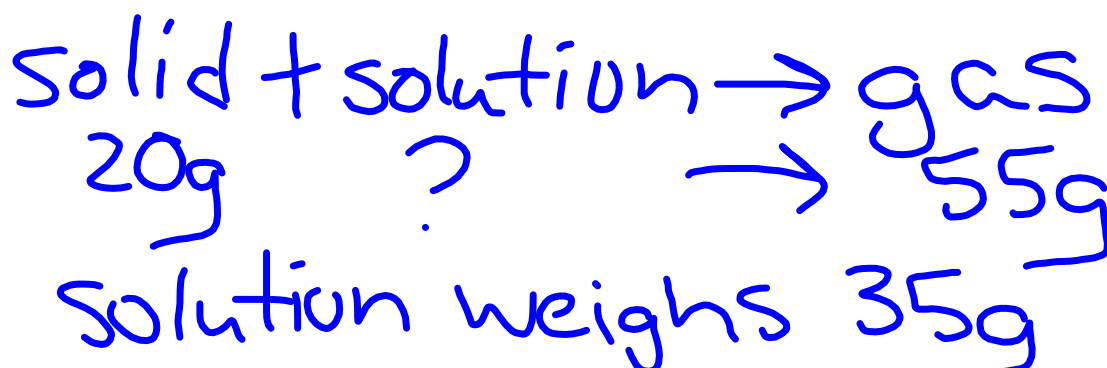 solid + solution → gas
20g ? → 55g
solution weighs 35g